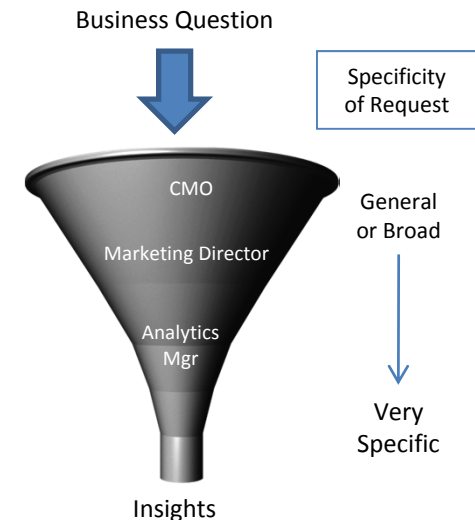 Business Question
Specificity
of Request
CMO
General
or Broad
Marketing Director
Analytics
Mgr
Very
Specific
Insights